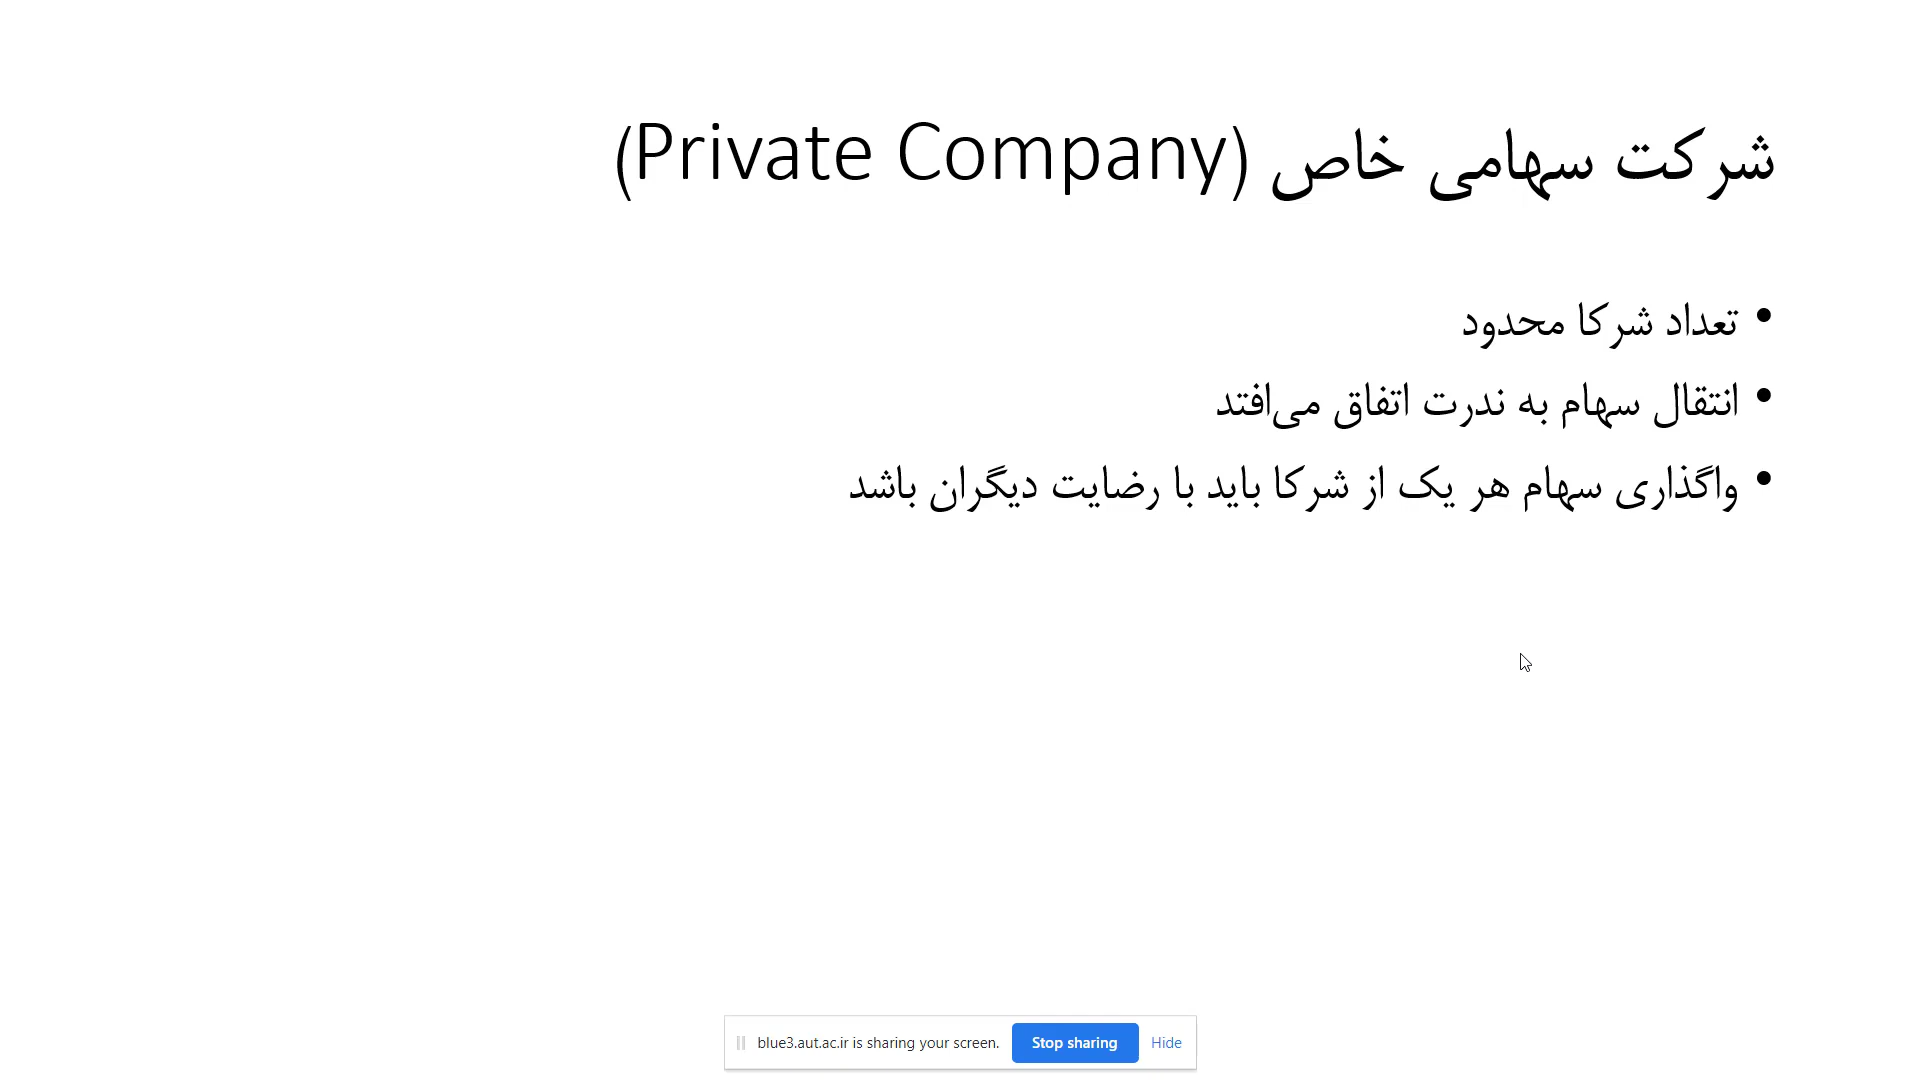 شرکت سهامی خاص (Private Company)
• تعداد شرکا محدود
• انتقال سهام به ندرت اتفاق می‌افتد
• واگذاری سهام هر یک از شرکا باید با رضایت دیگران باشد
blue3.aut.ac.ir is sharing your screen. Stop sharing Hide